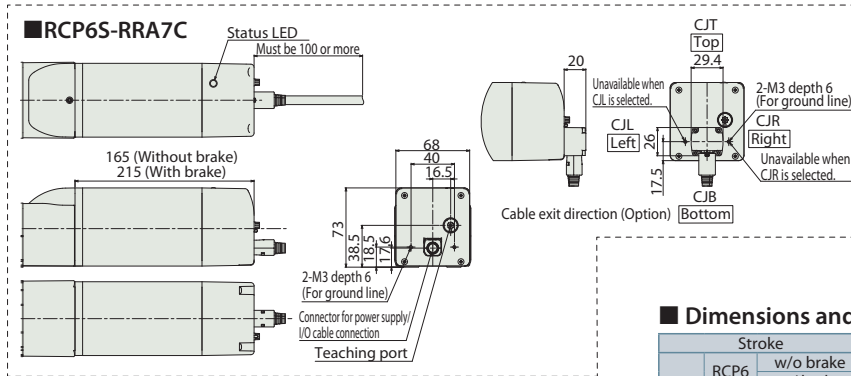 ■RCP6S-RRA7C
Status LED
Must be 100 or more
165 (Without brake)
215 (With brake)
68
40
16.5
73
38.5
18.5
17.6
2-M3 depth 6
(For ground line)
Connector for power supply/
I/O cable connection
Teaching port
20
CJT
Top
29.4
Unavailable when
CJL is selected.
2-M3 depth 6
(For ground line)
CJL
Left
26
17.5
CJR
Right
Unavailable when
CJR is selected.
CJB
Bottom
Cable exit direction (Option)
■ Dimensions and
Stroke
RCP6
w/o brake